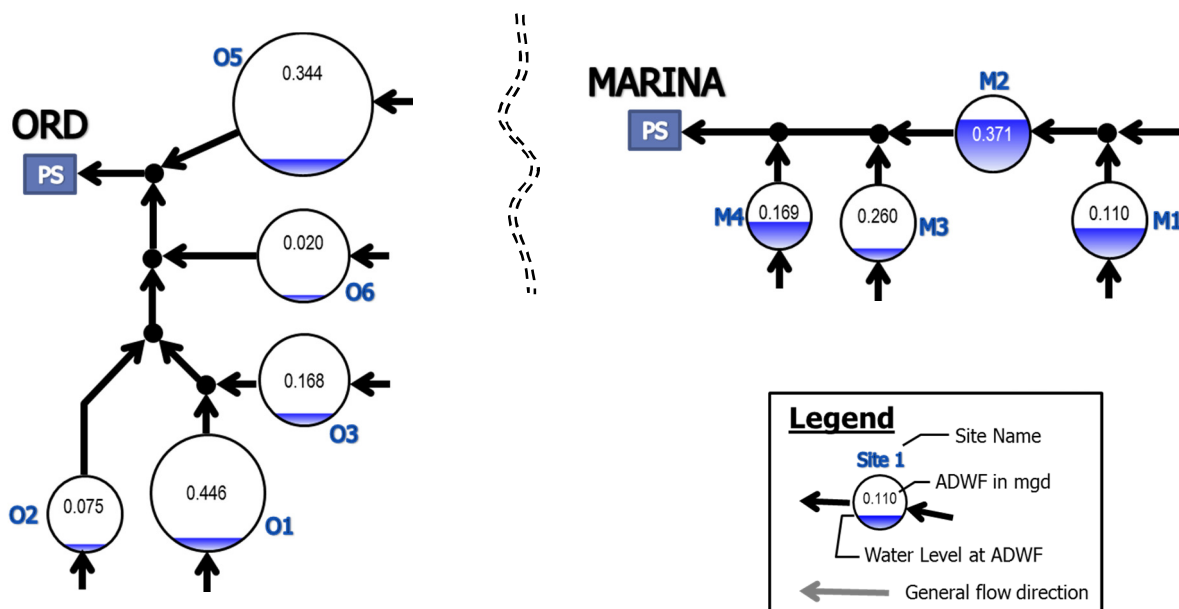 O5
0.344
ORD
PS
0.020
O6
0.168
O3
0.075
O2
0.446
O1
MARINA
PS
M2
0.371
M4
0.169
0.260
M3
0.110
M1
Legend
Site Name
Site 1
ADWF in mgd
0.110
Water Level at ADWF
General flow direction